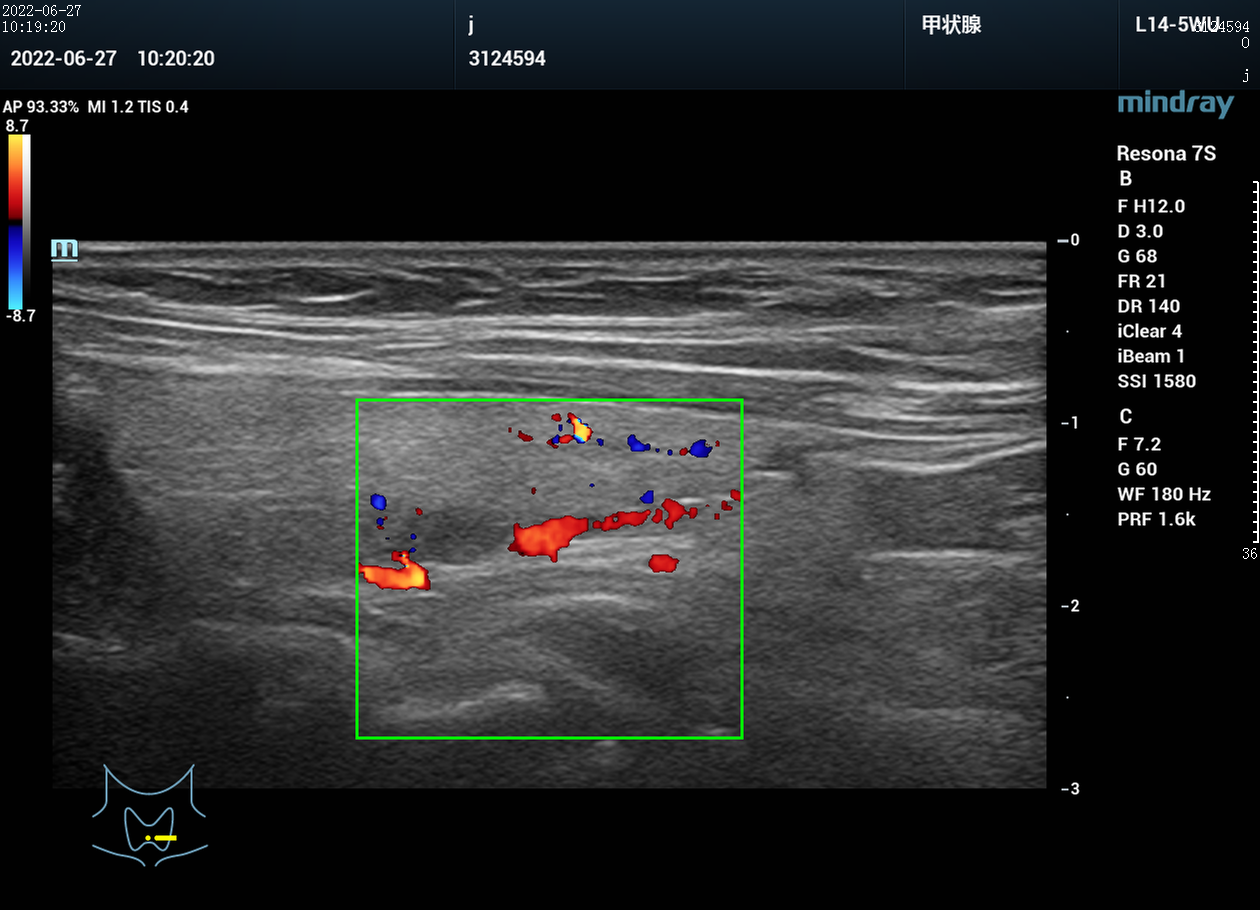 2022-06-27
10:19:20
2022-06-27 10:20:20
j
3124594
甲状腺
L14-5WU
3124594
0
j
AP 93.33% MI 1.2 TIS 0.4
8.7
-8.7
m
mindray
Resona 7S
B
F H12.0
D 3.0
G 68
FR 21
DR 140
iClear 4
iBeam 1
SSI 1580
C
F 7.2
G 60
WF 180 Hz
PRF 1.6k
0
-1
-2
-3
36